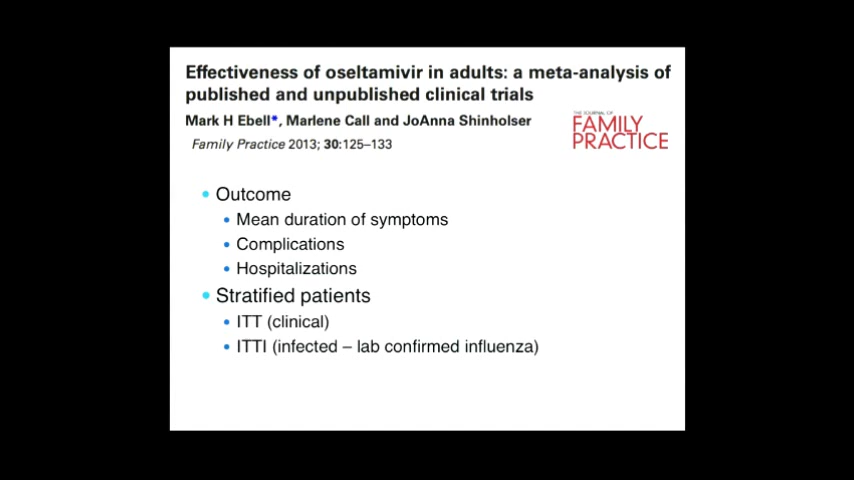 Effectiveness of oseltamivir in adults: a meta-analysis of
published and unpublished clinical trials
Mark H Ebell*, Marlene Call and JoAnna Shinholser
Family Practice 2013; 30:125–133
THE JOURNAL OF
FAMILY
PRACTICE
• Outcome
• Mean duration of symptoms
• Complications
• Hospitalizations
• Stratified patients
• ITT (clinical)
• ITTI (infected – lab confirmed influenza)